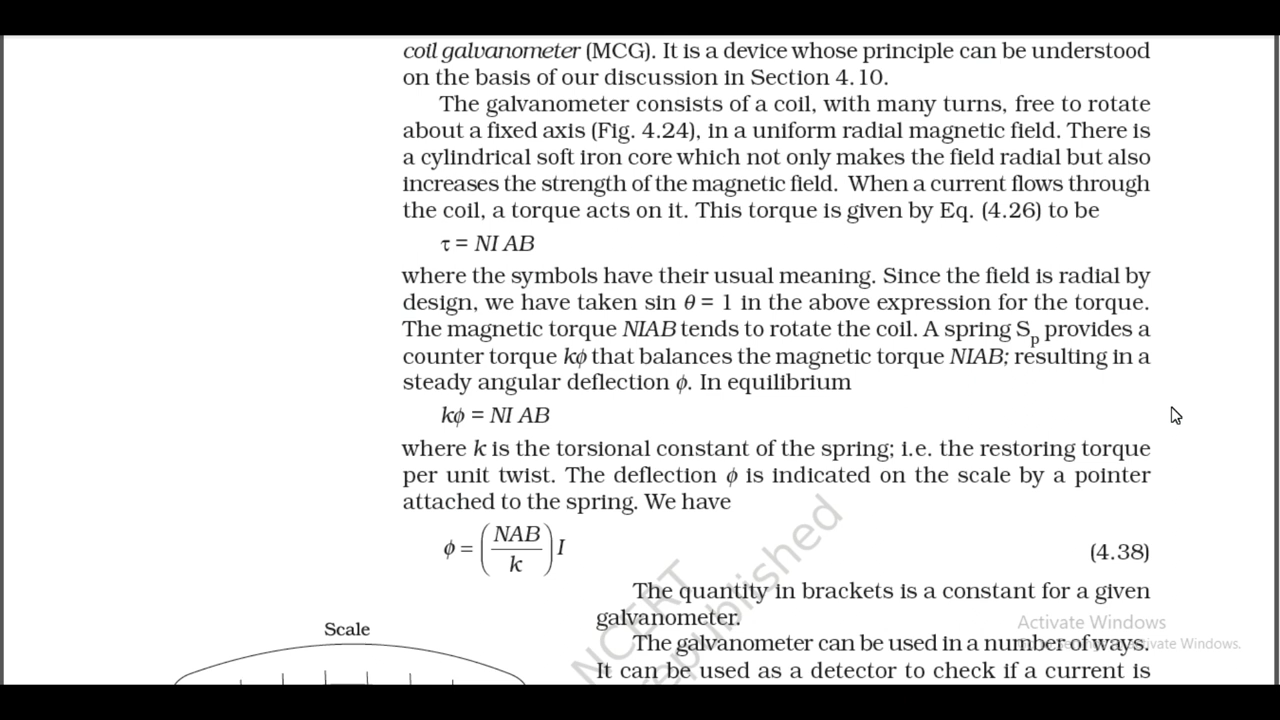 coil galvanometer (MCG). It is a device whose principle can be understood
on the basis of our discussion in Section 4.10.
The galvanometer consists of a coil, with many turns, free to rotate
about a fixed axis (Fig. 4.24), in a uniform radial magnetic field. There is
a cylindrical soft iron core which not only makes the field radial but also
increases the strength of the magnetic field. When a current flows through
the coil, a torque acts on it. This torque is given by Eq. (4.26) to be
τ = NI AB
where the symbols have their usual meaning. Since the field is radial by
design, we have taken sin θ = 1 in the above expression for the torque.
The magnetic torque NIAB tends to rotate the coil. A spring Sp provides a
counter torque kϕ that balances the magnetic torque NIAB; resulting in a
steady angular deflection ϕ. In equilibrium
kϕ = NI AB
where k is the torsional constant of the spring; i.e. the restoring torque
per unit twist. The deflection ϕ is indicated on the scale by a pointer
attached to the spring. We have
ϕ = (NAB/k) I (4.38)
The quantity in brackets is a constant for a given
galvanometer.
The galvanometer can be used in a number of ways.
It can be used as a detector to check if a current is
Scale
NCERT
republished
Activate Windows